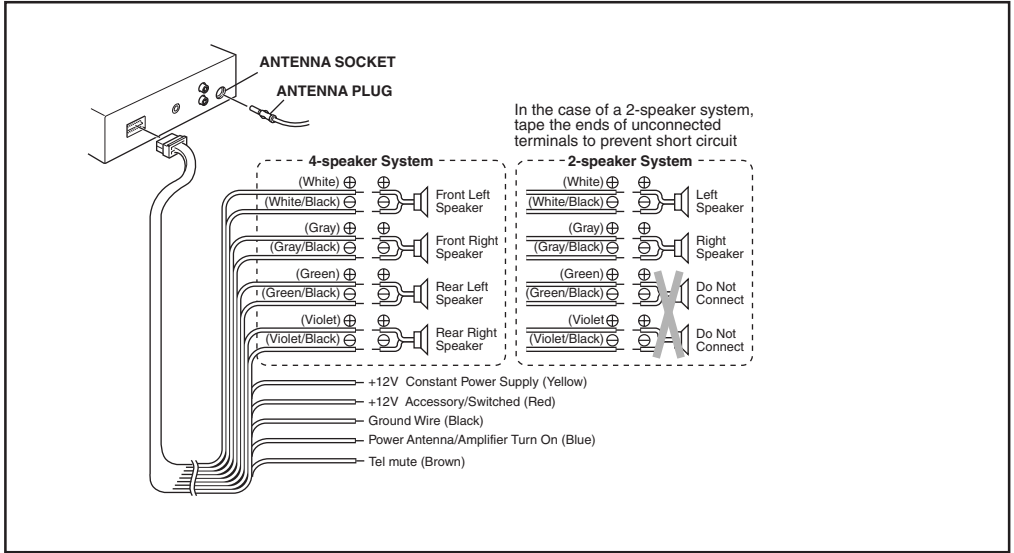 ANTENNA SOCKET
ANTENNA PLUG
In the case of a 2-speaker system,
tape the ends of unconnected
terminals to prevent short circuit
4-speaker System
(White) ⊕ ⊕
(White/Black) ⊖ ⊖
Front Left
Speaker
(Gray) ⊕ ⊕
(Gray/Black) ⊖ ⊖
Front Right
Speaker
(Green) ⊕ ⊕
(Green/Black) ⊖ ⊖
Rear Left
Speaker
(Violet) ⊕ ⊕
(Violet/Black) ⊖ ⊖
Rear Right
Speaker
2-speaker System
(White) ⊕ ⊕
(White/Black) ⊖ ⊖
Left
Speaker
(Gray) ⊕ ⊕
(Gray/Black) ⊖ ⊖
Right
Speaker
(Green) ⊕ ⊕
(Green/Black) ⊖ ⊖
Do Not
Connect
(Violet ⊕ ⊕
(Violet/Black) ⊖ ⊖
Do Not
Connect
+12V Constant Power Supply (Yellow)
+12V Accessory/Switched (Red)
Ground Wire (Black)
Power Antenna/Amplifier Turn On (Blue)
Tel mute (Brown)